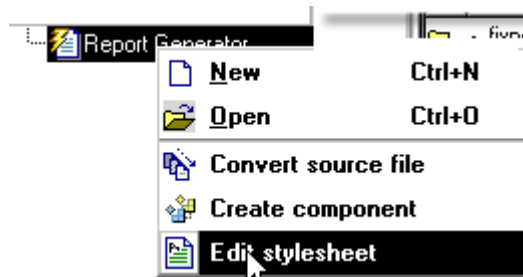 Report Generator
New Ctrl+N
Open Ctrl+O
Convert source file
Create component
Edit stylesheet